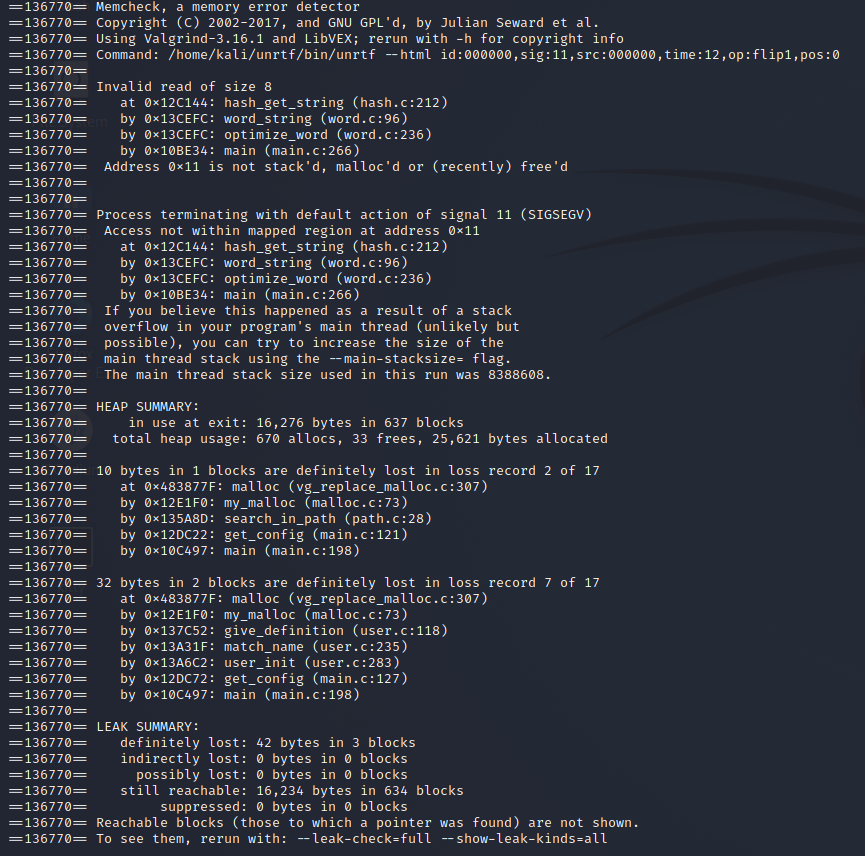 ==136770== Memcheck, a memory error detector
==136770== Copyright (C) 2002-2017, and GNU GPL'd, by Julian Seward et al.
==136770== Using Valgrind-3.16.1 and LibVEX; rerun with -h for copyright info
==136770== Command: /home/kali/unrtf/bin/unrtf --html id:000000,sig:11,src:000000,time:12,op:flip1,pos:0
==136770==
==136770== Invalid read of size 8
==136770==    at 0x12C144: hash_get_string (hash.c:212)
==136770==    by 0x13CEFC: word_string (word.c:96)
==136770==    by 0x13CEFC: optimize_word (word.c:236)
==136770==    by 0x10BE34: main (main.c:266)
==136770==  Address 0x11 is not stack'd, malloc'd or (recently) free'd
==136770==
==136770==
==136770== Process terminating with default action of signal 11 (SIGSEGV)
==136770==  Access not within mapped region at address 0x11
==136770==    at 0x12C144: hash_get_string (hash.c:212)
==136770==    by 0x13CEFC: word_string (word.c:96)
==136770==    by 0x13CEFC: optimize_word (word.c:236)
==136770==    by 0x10BE34: main (main.c:266)
==136770==  If you believe this happened as a result of a stack
==136770==  overflow in your program's main thread (unlikely but
==136770==  possible), you can try to increase the size of the
==136770==  main thread stack using the --main-stacksize= flag.
==136770==  The main thread stack size used in this run was 8388608.
==136770==
==136770== HEAP SUMMARY:
==136770==     in use at exit: 16,276 bytes in 637 blocks
==136770==   total heap usage: 670 allocs, 33 frees, 25,621 bytes allocated
==136770==
==136770== 10 bytes in 1 blocks are definitely lost in loss record 2 of 17
==136770==    at 0x483877F: malloc (vg_replace_malloc.c:307)
==136770==    by 0x12E1F0: my_malloc (malloc.c:73)
==136770==    by 0x135A8D: search_in_path (path.c:28)
==136770==    by 0x12DC22: get_config (main.c:121)
==136770==    by 0x10C497: main (main.c:198)
==136770==
==136770== 32 bytes in 2 blocks are definitely lost in loss record 7 of 17
==136770==    at 0x483877F: malloc (vg_replace_malloc.c:307)
==136770==    by 0x12E1F0: my_malloc (malloc.c:73)
==136770==    by 0x137C52: give_definition (user.c:118)
==136770==    by 0x13A31F: match_name (user.c:235)
==136770==    by 0x13A6C2: user_init (user.c:283)
==136770==    by 0x12DC72: get_config (main.c:127)
==136770==    by 0x10C497: main (main.c:198)
==136770==
==136770== LEAK SUMMARY:
==136770==    definitely lost: 42 bytes in 3 blocks
==136770==    indirectly lost: 0 bytes in 0 blocks
==136770==      possibly lost: 0 bytes in 0 blocks
==136770==    still reachable: 16,234 bytes in 634 blocks
==136770==         suppressed: 0 bytes in 0 blocks
==136770== Reachable blocks (those to which a pointer was found) are not shown.
==136770== To see them, rerun with: --leak-check=full --show-leak-kinds=all